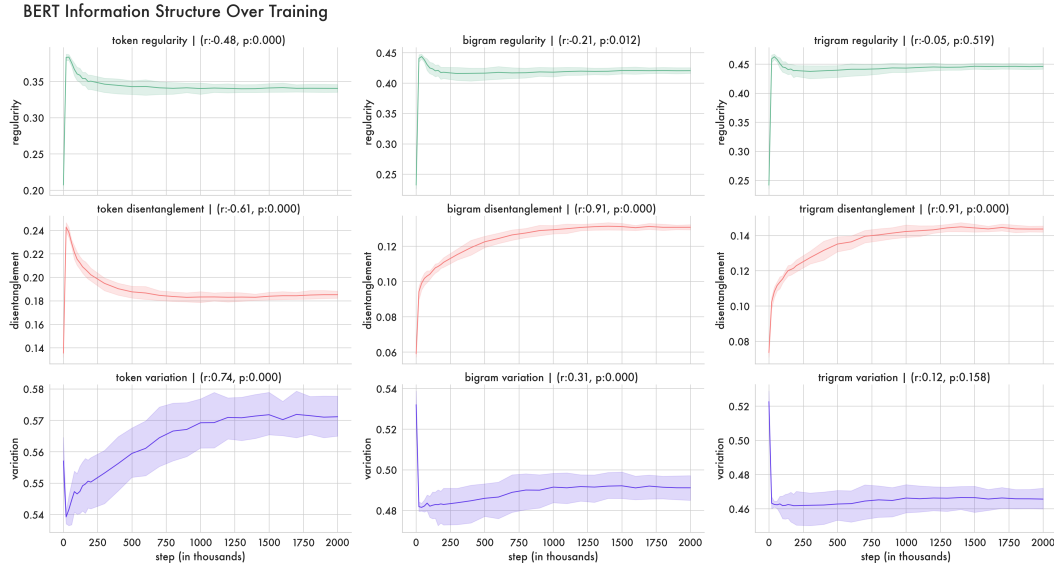 BERT Information Structure Over Training
token regularity | (r:-0.48, p:0.000)
bigram regularity | (r:-0.21, p:0.012)
trigram regularity | (r:-0.05, p:0.519)
regularity
0.35
0.30
0.25
0.20
regularity
0.45
0.40
0.35
0.30
0.25
regularity
0.45
0.40
0.35
0.30
0.25
token disentanglement | (r:-0.61, p:0.000)
bigram disentanglement | (r:0.91, p:0.000)
trigram disentanglement | (r:0.91, p:0.000)
disentanglement
0.24
0.22
0.20
0.18
0.16
0.14
disentanglement
0.12
0.10
0.08
0.06
disentanglement
0.14
0.12
0.10
0.08
token variation | (r:0.74, p:0.000)
bigram variation | (r:0.31, p:0.000)
trigram variation | (r:0.12, p:0.158)
variation
0.58
0.57
0.56
0.55
0.54
variation
0.54
0.52
0.50
0.48
variation
0.52
0.50
0.48
0.46
0 250 500 750 1000 1250 1500 1750 2000
0 250 500 750 1000 1250 1500 1750 2000
0 250 500 750 1000 1250 1500 1750 2000
step (in thousands)
step (in thousands)
step (in thousands)